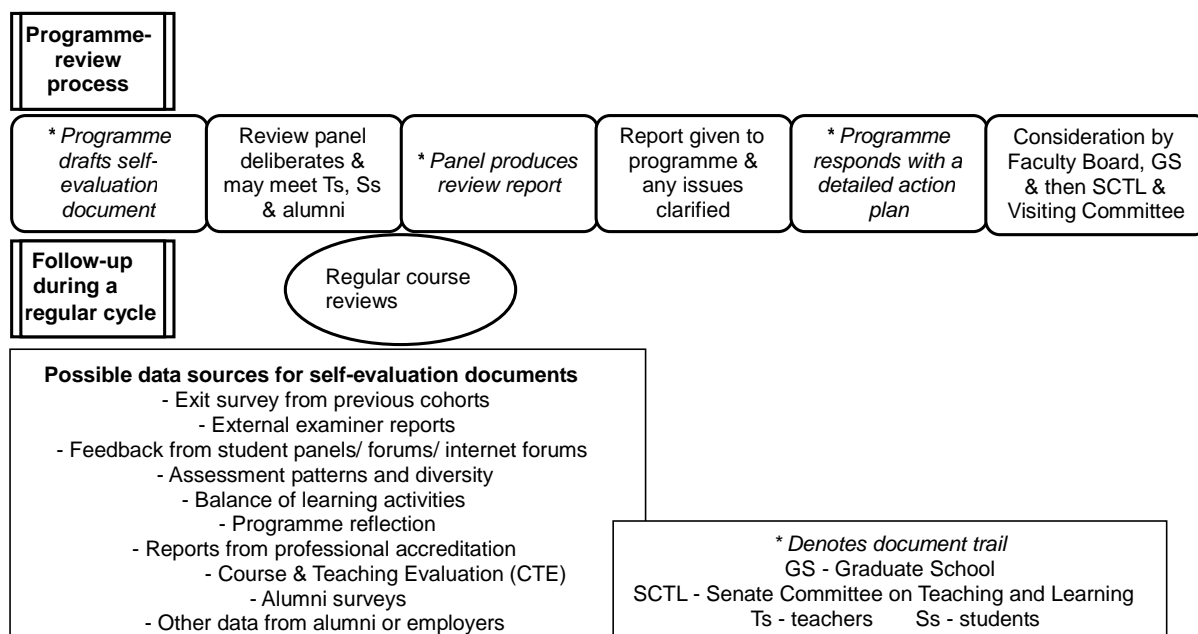 Programme-
review
process
* Programme
drafts self-
evaluation
document
Review panel
deliberates &
may meet Ts, Ss
& alumni
* Panel produces
review report
Report given to
programme &
any issues
clarified
* Programme
responds with a
detailed action
plan
Consideration by
Faculty Board, GS
& then SCTL &
Visiting Committee
Follow-up
during a
regular cycle
Regular course
reviews
Possible data sources for self-evaluation documents
- Exit survey from previous cohorts
- External examiner reports
- Feedback from student panels/ forums/ internet forums
- Assessment patterns and diversity
- Balance of learning activities
- Programme reflection
- Reports from professional accreditation
- Course & Teaching Evaluation (CTE)
- Alumni surveys
- Other data from alumni or employers
* Denotes document trail
GS - Graduate School
SCTL - Senate Committee on Teaching and Learning
Ts - teachers Ss - students